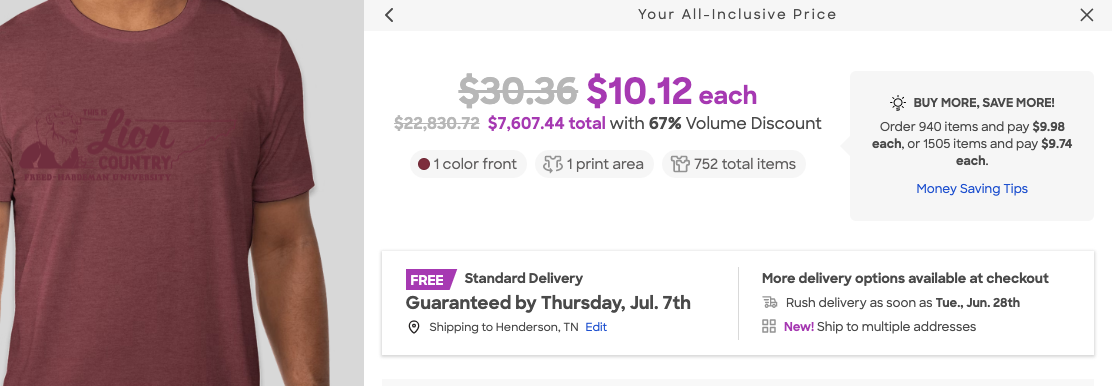 Your All-Inclusive Price
$30.36 $10.12 each
$22,830.72 $7,607.44 total with 67% Volume Discount
1 color front
1 print area
752 total items
BUY MORE, SAVE MORE!
Order 940 items and pay $9.98
each, or 1505 items and pay $9.74
each.
Money Saving Tips
THIS IS
Lion
COUNTRY
FREED-HARDEMAN UNIVERSITY
FREE Standard Delivery
Guaranteed by Thursday, Jul. 7th
Shipping to Henderson, TN Edit
More delivery options available at checkout
Rush delivery as soon as Tue., Jun. 28th
New! Ship to multiple addresses